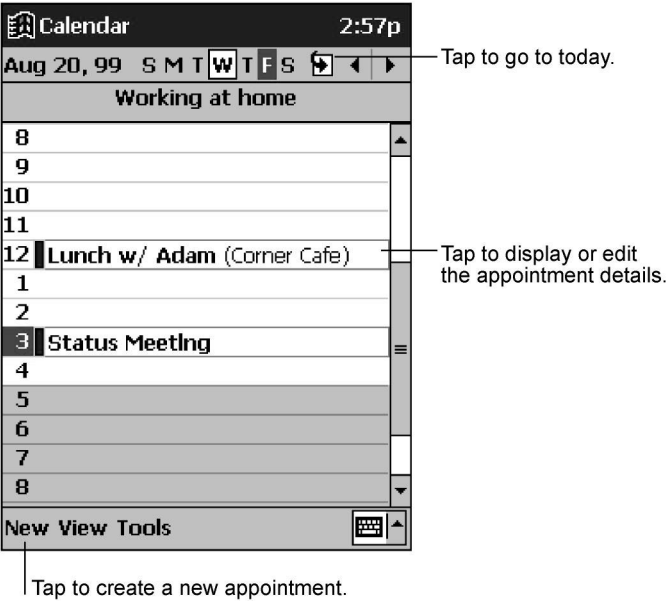 Calendar 2:57p
Aug 20, 99 S M T W T F S
Tap to go to today.
Working at home
8
9
10
11
12 Lunch w/ Adam (Corner Cafe)
Tap to display or edit
the appointment details.
1
2
3 Status Meeting
4
5
6
7
8
New View Tools
Tap to create a new appointment.